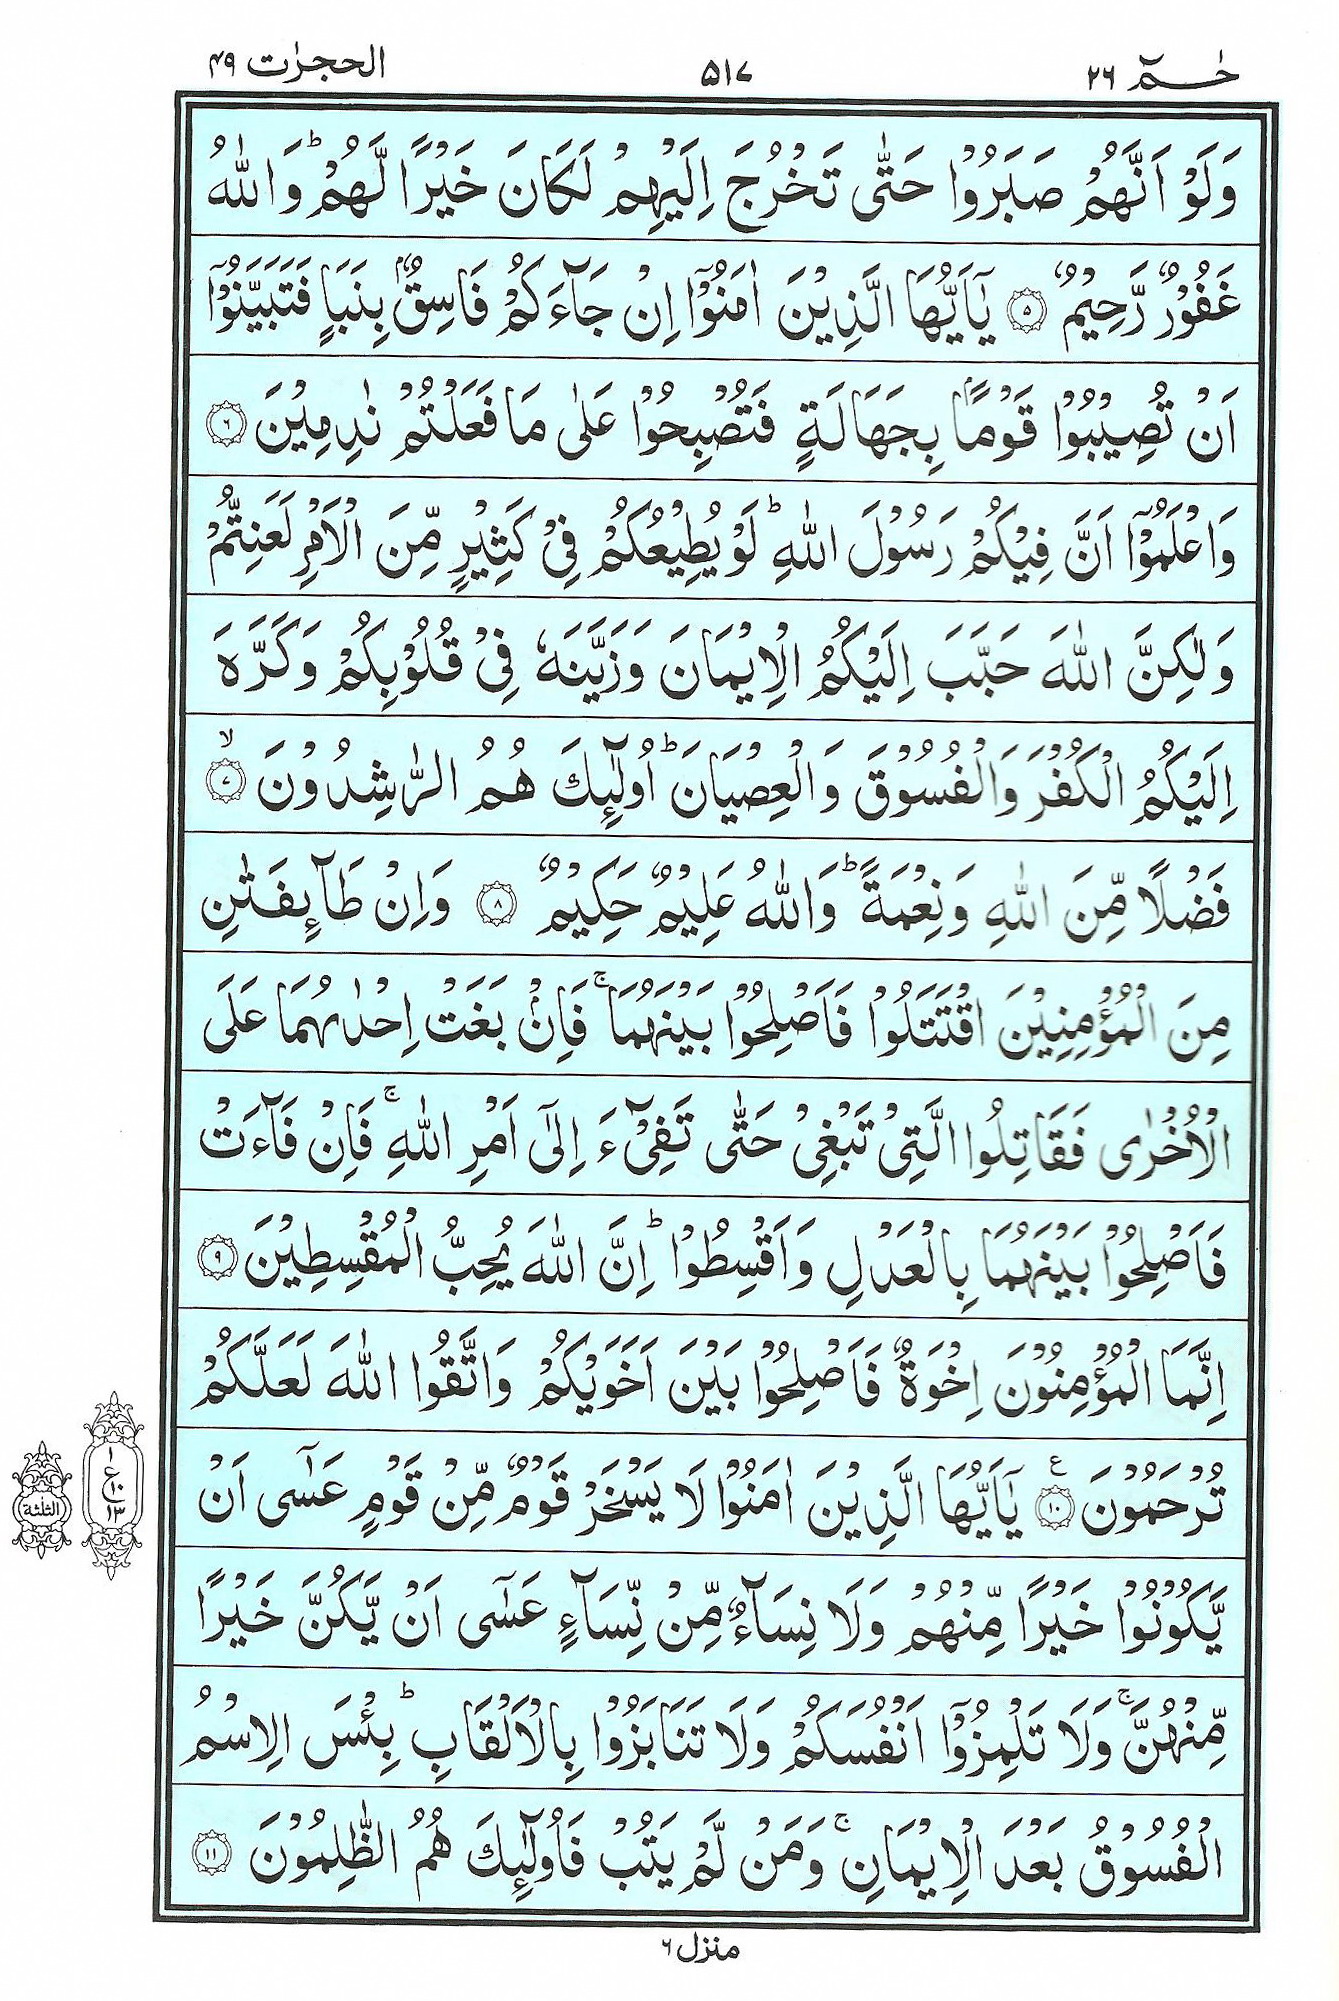 حٰمٓ ٢٦ ٥١٧ الحجرٰت ٤٩
وَلَوْ اَنَّهُمْ صَبَرُوْا حَتّٰى تَخْرُجَ اِلَيْهِمْ لَكَانَ خَيْرًا لَّهُمْ ؕ وَاللّٰهُ
غَفُوْرٌ رَّحِيْمٌ ۝٥ يٰۤاَيُّهَا الَّذِيْنَ اٰمَنُوْۤا اِنْ جَآءَكُمْ فَاسِقٌۢ بِنَبَاٍ فَتَبَيَّنُوْۤا
اَنْ تُصِيْبُوْا قَوْمًۢا بِجَهَالَةٍ فَتُصْبِحُوْا عَلٰى مَا فَعَلْتُمْ نٰدِمِيْنَ ۝٦
وَاعْلَمُوْۤا اَنَّ فِيْكُمْ رَسُوْلَ اللّٰهِ ؕ لَوْ يُطِيْعُكُمْ فِىْ كَثِيْرٍ مِّنَ الْاَمْرِ لَعَنِتُّمْ
وَلٰكِنَّ اللّٰهَ حَبَّبَ اِلَيْكُمُ الْاِيْمَانَ وَزَيَّنَهٗ فِىْ قُلُوْبِكُمْ وَكَرَّهَ
اِلَيْكُمُ الْكُفْرَ وَالْفُسُوْقَ وَالْعِصْيَانَ ؕ اُولٰٓئِكَ هُمُ الرّٰشِدُوْنَ ۙ۝٧
فَضْلًا مِّنَ اللّٰهِ وَنِعْمَةً ؕ وَاللّٰهُ عَلِيْمٌ حَكِيْمٌ ۝٨ وَاِنْ طَآئِفَتٰنِ
مِنَ الْمُؤْمِنِيْنَ اقْتَتَلُوْا فَاَصْلِحُوْا بَيْنَهُمَا ۚ فَاِنْۢ بَغَتْ اِحْدٰىهُمَا عَلَى
الْاُخْرٰى فَقَاتِلُوا الَّتِىْ تَبْغِىْ حَتّٰى تَفِىْٓءَ اِلٰٓى اَمْرِ اللّٰهِ ۚ فَاِنْ فَآءَتْ
فَاَصْلِحُوْا بَيْنَهُمَا بِالْعَدْلِ وَاَقْسِطُوْا ؕ اِنَّ اللّٰهَ يُحِبُّ الْمُقْسِطِيْنَ ۝٩
اِنَّمَا الْمُؤْمِنُوْنَ اِخْوَةٌ فَاَصْلِحُوْا بَيْنَ اَخَوَيْكُمْ وَاتَّقُوا اللّٰهَ لَعَلَّكُمْ
تُرْحَمُوْنَ ۝١٠ ع يٰۤاَيُّهَا الَّذِيْنَ اٰمَنُوْا لَا يَسْخَرْ قَوْمٌ مِّنْ قَوْمٍ عَسٰٓى اَنْ
١ ع ١٠ ١٣
الثلثة
يَّكُوْنُوْا خَيْرًا مِّنْهُمْ وَلَا نِسَآءٌ مِّنْ نِّسَآءٍ عَسٰٓى اَنْ يَّكُنَّ خَيْرًا
مِّنْهُنَّ ۚ وَلَا تَلْمِزُوْۤا اَنْفُسَكُمْ وَلَا تَنَابَزُوْا بِالْاَلْقَابِ ؕ بِئْسَ الِاسْمُ
الْفُسُوْقُ بَعْدَ الْاِيْمَانِ ۚ وَمَنْ لَّمْ يَتُبْ فَاُولٰٓئِكَ هُمُ الظّٰلِمُوْنَ ۝١١
منزل ٦